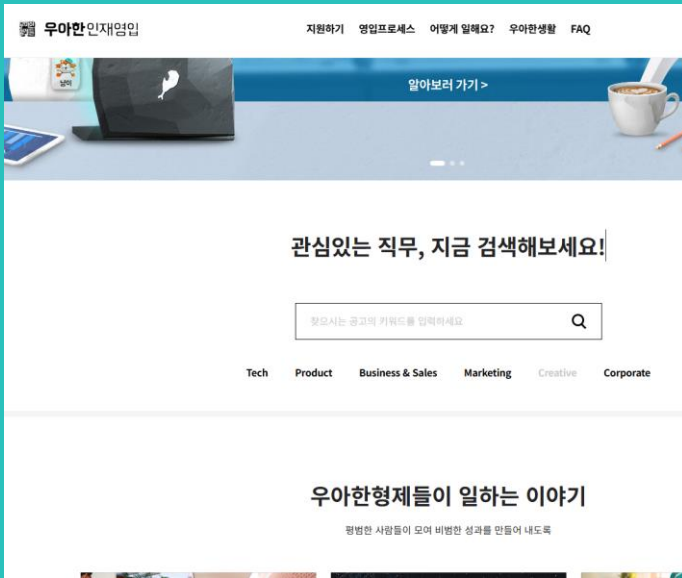 우아한인재영입
지원하기 영입프로세스 어떻게 일해요? 우아한생활 FAQ
알아보러 가기 >
관심있는 직무, 지금 검색해보세요!
찾으시는 공고의 키워드를 입력하세요
Tech Product Business & Sales Marketing Creative Corporate
우아한형제들이 일하는 이야기
평범한 사람들이 모여 비범한 성과를 만들어 내도록